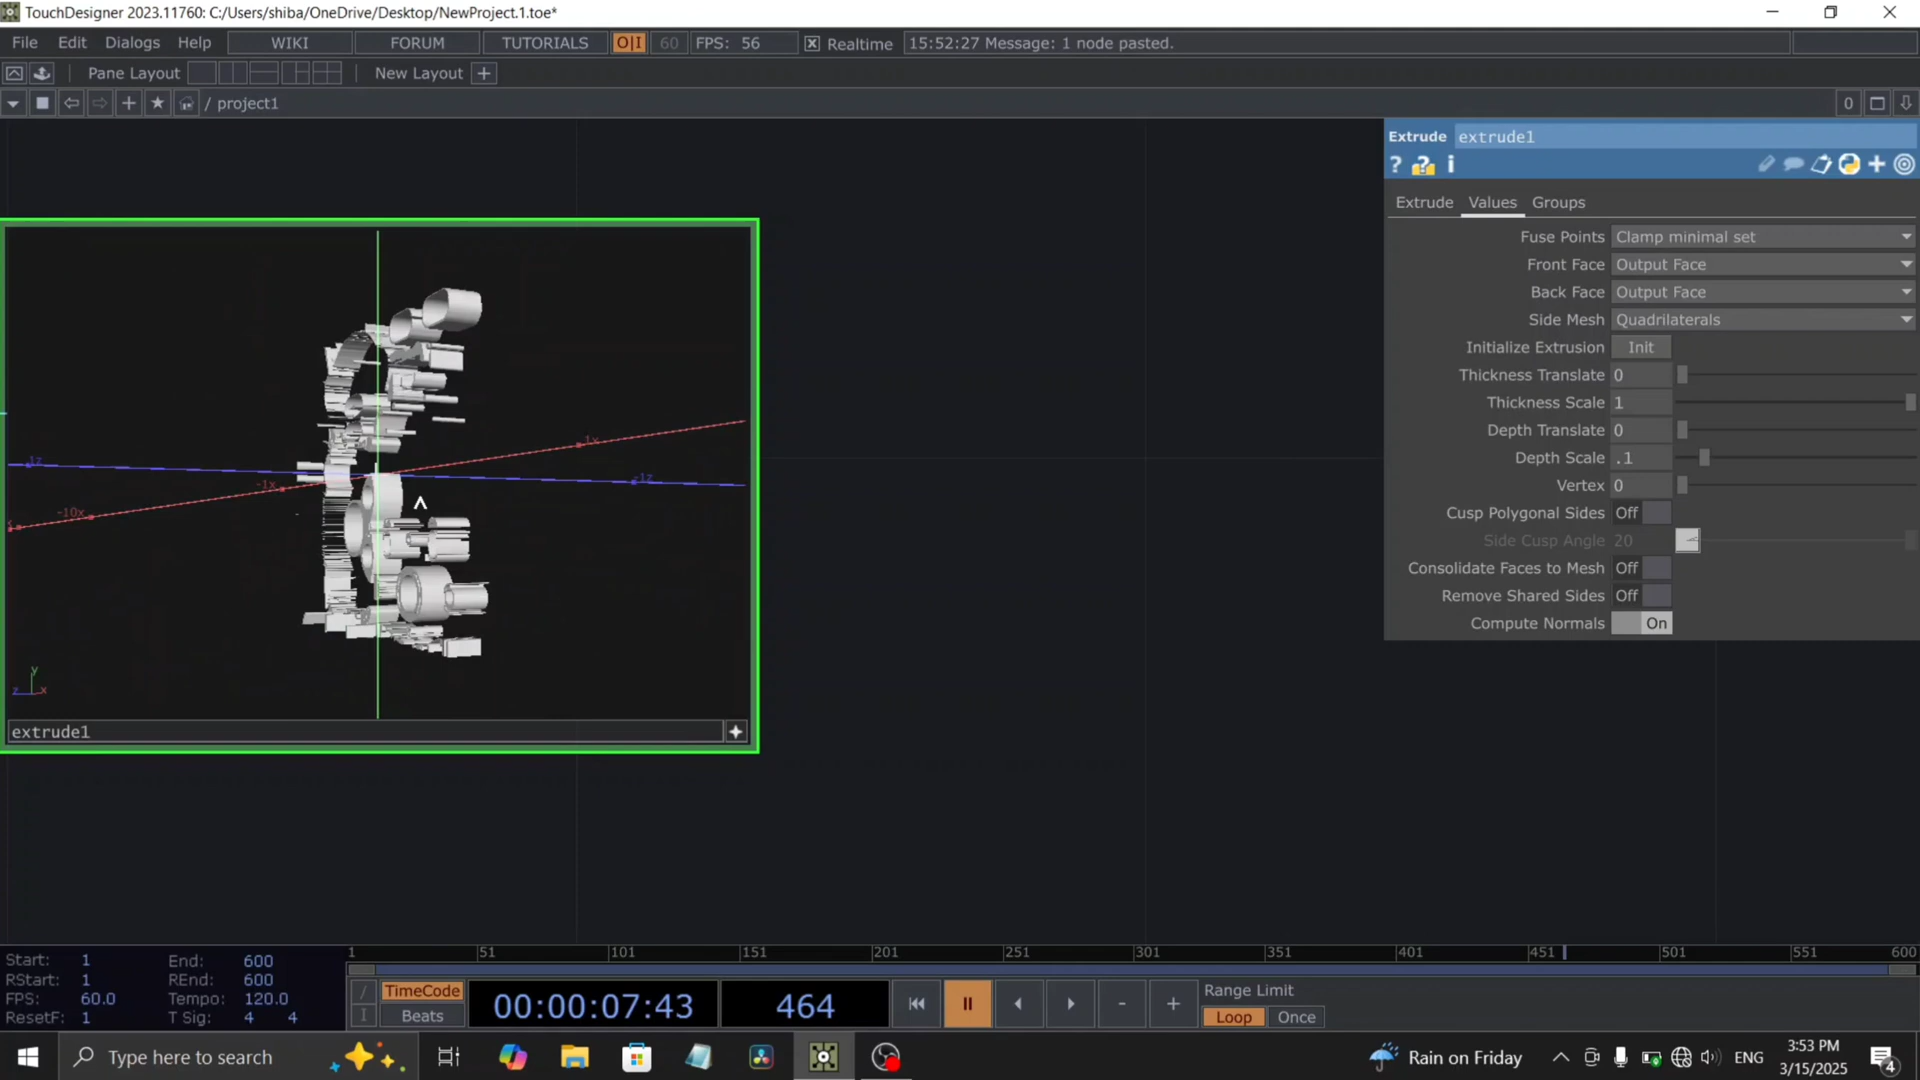 TouchDesigner 2023.11760: C:/Users/shiba/OneDrive/Desktop/NewProject.1.toe*
File Edit Dialogs Help WIKI FORUM TUTORIALS O|I 60 FPS: 56 X Realtime 15:52:27 Message: 1 node pasted.
Pane Layout New Layout +
/ project1 0
Extrude extrude1
? i
Extrude Values Groups
Fuse Points Clamp minimal set
Front Face Output Face
Back Face Output Face
Side Mesh Quadrilaterals
Initialize Extrusion Init
Thickness Translate 0
Thickness Scale 1
Depth Translate 0
Depth Scale .1
Vertex 0
Cusp Polygonal Sides Off
Side Cusp Angle 20
Consolidate Faces to Mesh Off
Remove Shared Sides Off
Compute Normals On
1x
1z
-1x
-1z
-10x
y
z x
extrude1
1 51 101 151 201 251 301 351 401 451 501 551 600
Start: 1 End: 600
RStart: 1 REnd: 600
FPS: 60.0 Tempo: 120.0
ResetF: 1 T Sig: 4 4
/ TimeCode
I Beats
00:00:07:43 464
Range Limit
Loop Once
Type here to search
Rain on Friday
ENG
3:53 PM
3/15/2025
4